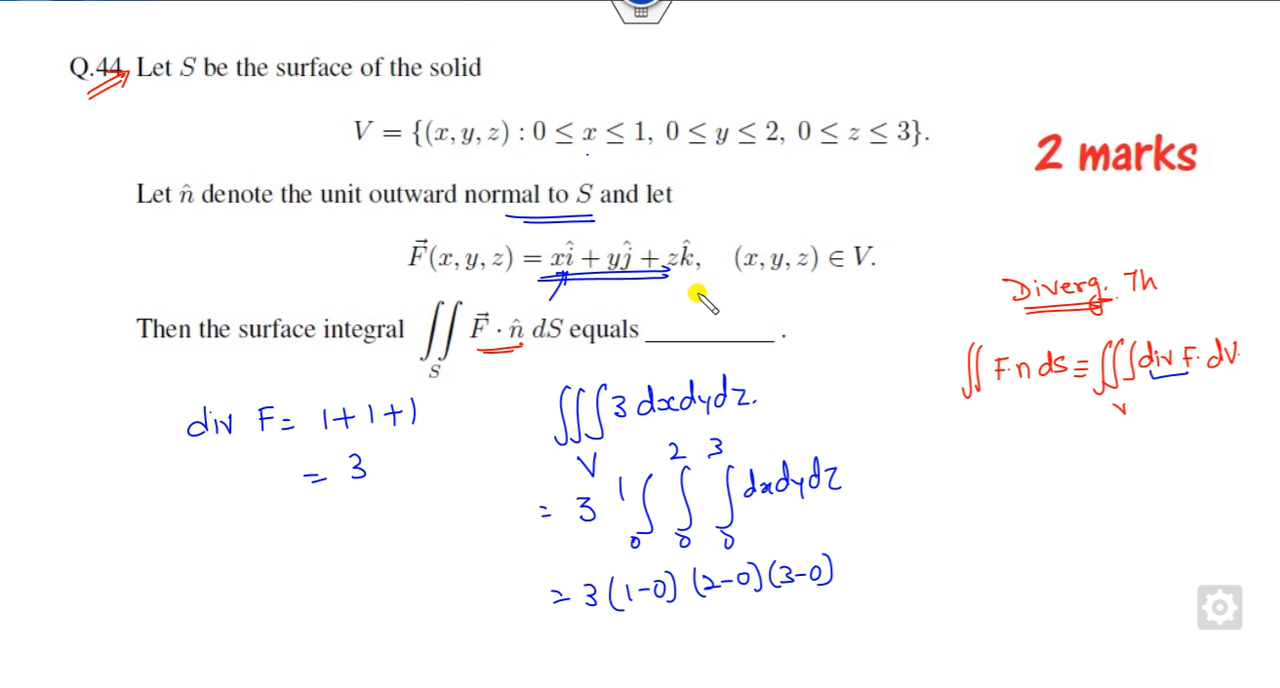 Q.44 Let S be the surface of the solid
V = {(x, y, z) : 0 ≤ x ≤ 1, 0 ≤ y ≤ 2, 0 ≤ z ≤ 3}.
2 marks
Let n̂ denote the unit outward normal to S and let
F⃗(x, y, z) = xî + yĵ + zk̂, (x, y, z) ∈ V.
Diverg. Th
Then the surface integral ∬_S F⃗ · n̂ dS equals ________ .
∬ F·n ds = ∭_V div F. dV.
div F = 1+1+1
= 3
∭_V 3 dxdydz.
= 3 ∫_0^1 ∫_0^2 ∫_0^3 dxdydz
= 3(1-0)(2-0)(3-0)